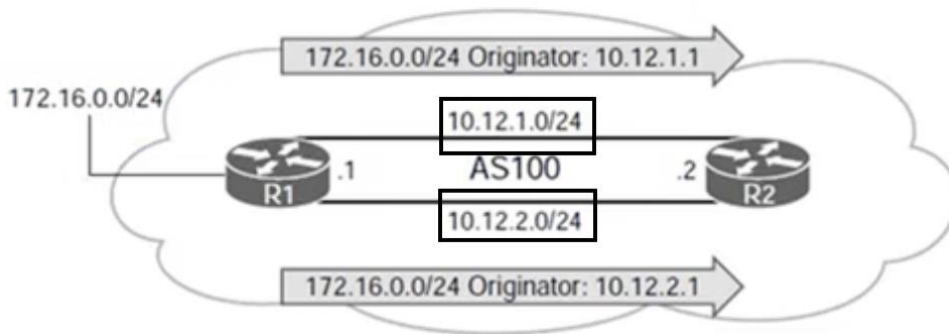 172.16.0.0/24 Originator: 10.12.1.1
172.16.0.0/24
10.12.1.0/24
R1
.1
AS100
.2
R2
10.12.2.0/24
172.16.0.0/24 Originator: 10.12.2.1